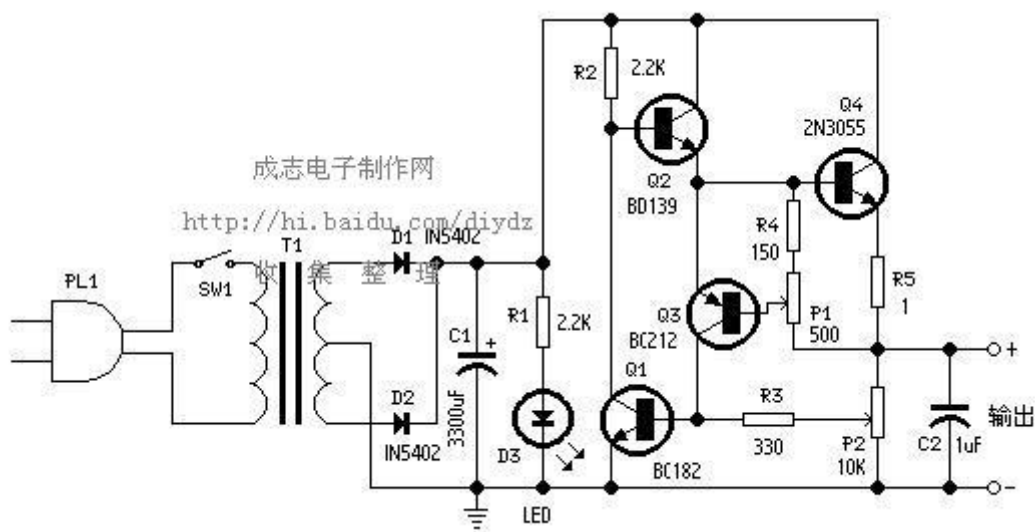 Q4
2N3055
R2
2.2K
成志电子制作网
Q2
BD139
http://hi.baidu.com/diydz
R4
150
D1
IN5402
T1
收 集 整 理
PL1
SW1
R5
1
Q3
BC212
P1
500
R1
2.2K
C1
+
3300uF
Q1
+
D2
IN5402
R3
330
输出
P2
10K
C2
1uF
D3
BC182
−
LED